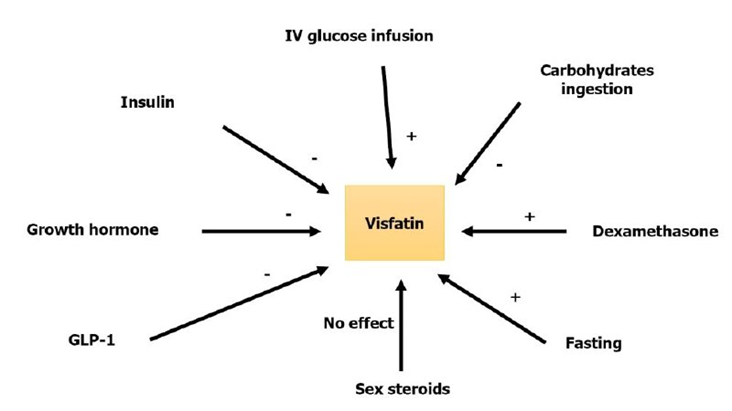 IV glucose infusion
Carbohydrates
ingestion
Insulin
+
-
-
Growth hormone
-
Visfatin
+
Dexamethasone
-
+
GLP-1
No effect
Fasting
Sex steroids